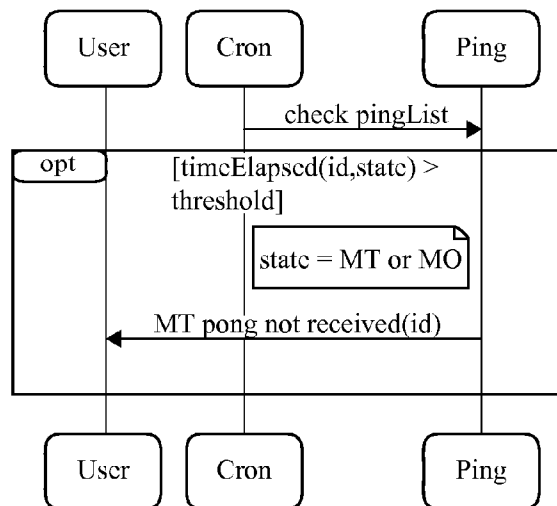 User Cron Ping
check pingList
opt [timeElapsed(id,state) >
threshold]
state = MT or MO
MT pong not received(id)
User Cron Ping